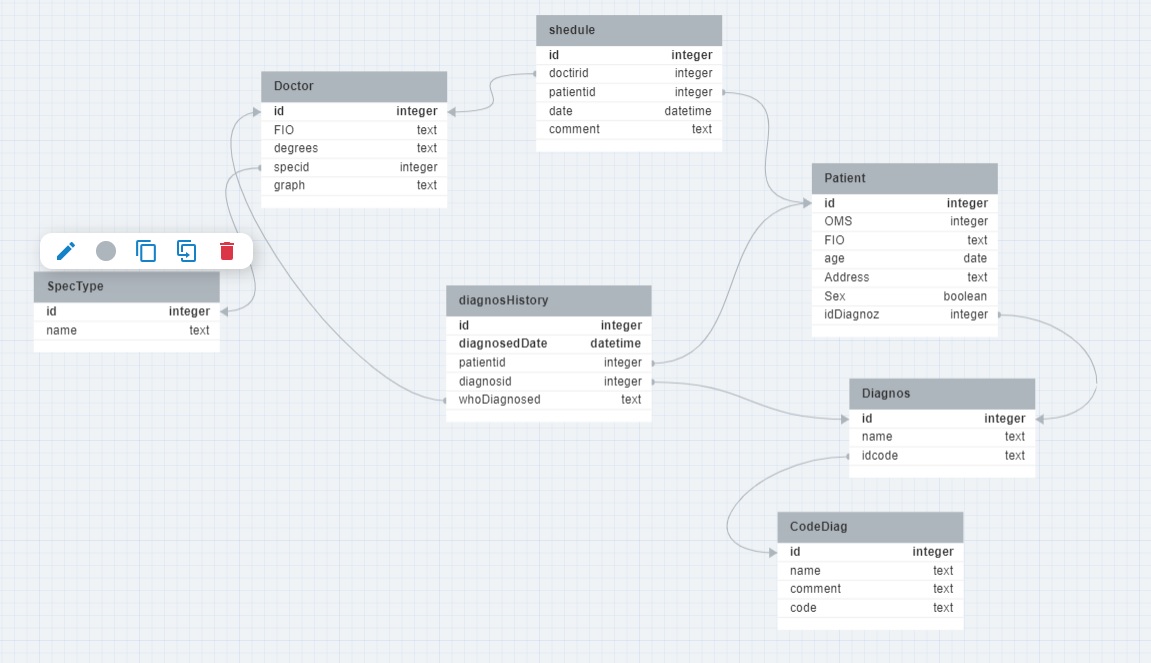 shedule
id integer
doctirid integer
patientid integer
date datetime
comment text
Doctor
id integer
FIO text
degrees text
specid integer
graph text
Patient
id integer
OMS integer
FIO text
age date
Address text
Sex boolean
idDiagnoz integer
SpecType
id integer
name text
diagnosHistory
id integer
diagnosedDate datetime
patientid integer
diagnosid integer
whoDiagnosed text
Diagnos
id integer
name text
idcode text
CodeDiag
id integer
name text
comment text
code text